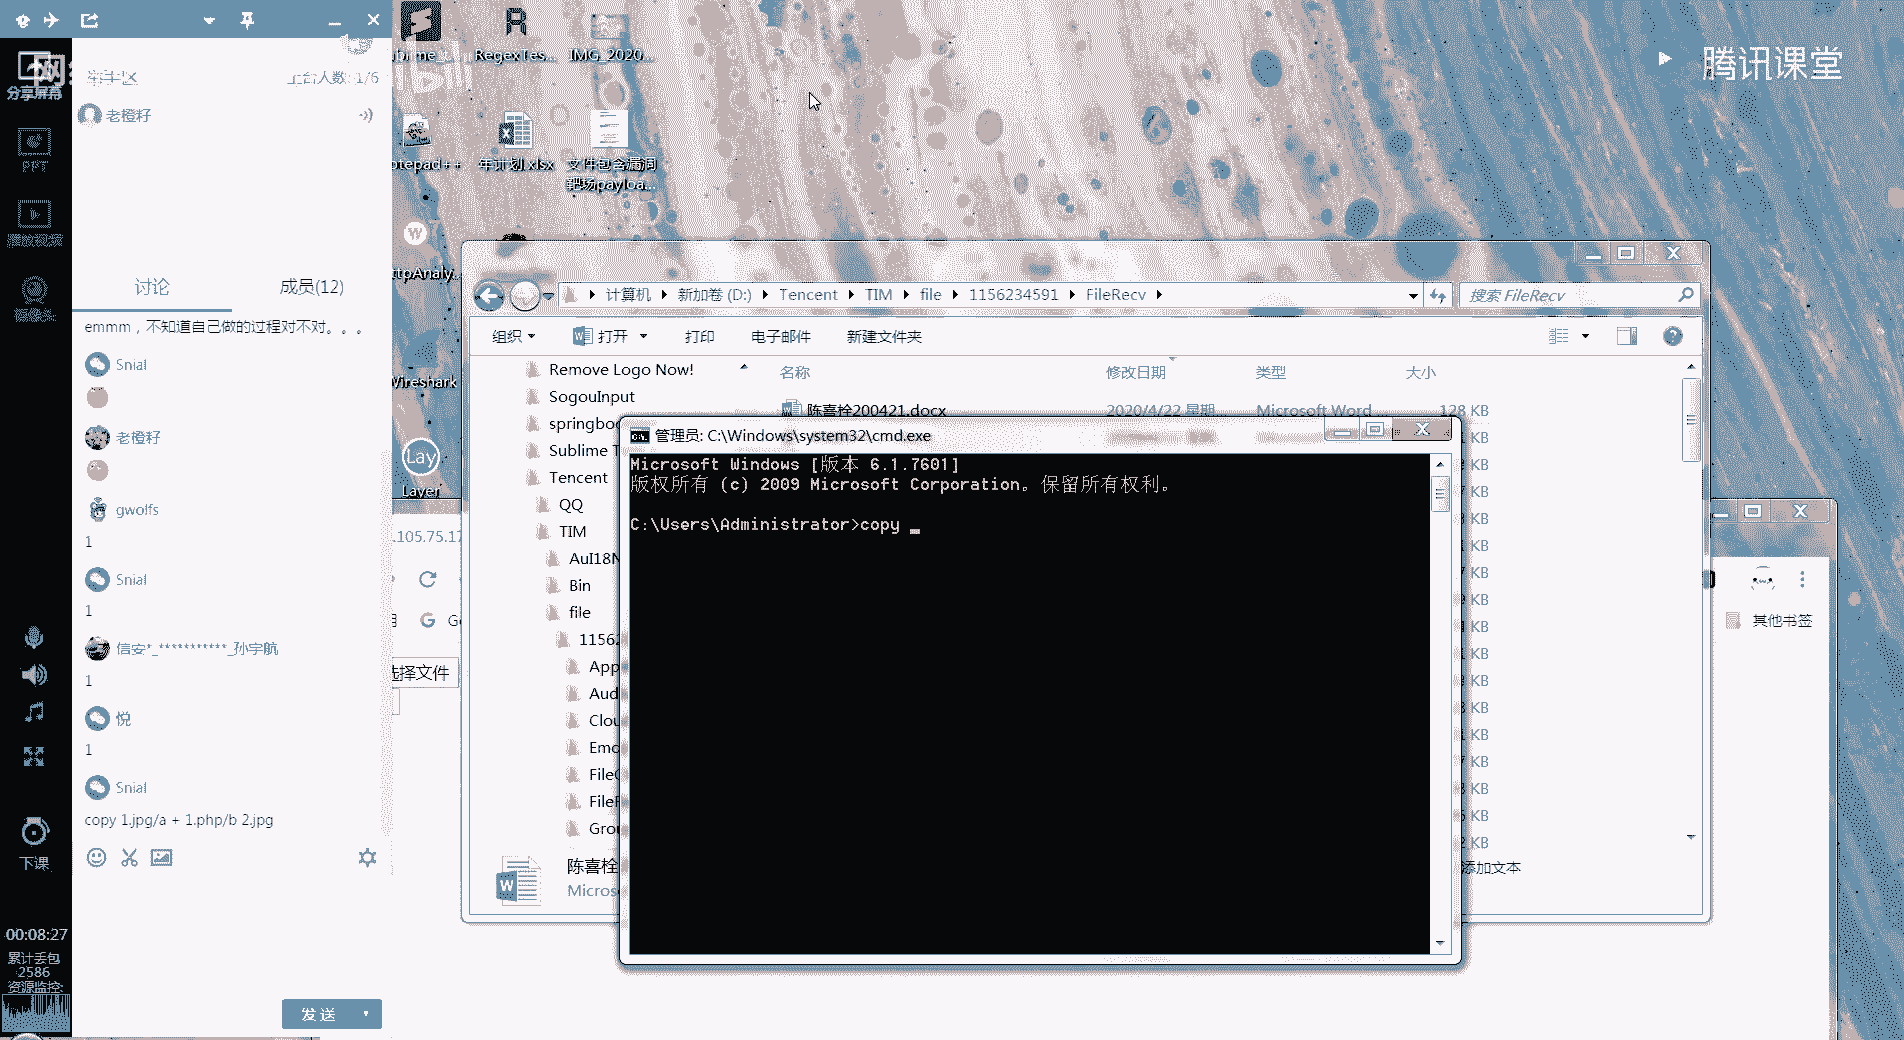 分享屏幕
PPT
播放视频
摄像头
下课
00:08:27
累计丢包
2586
资源监控:
举手区
上台人数: 1/6
老橙籽
讨论
成员(12)
emmm，不知道自己做的过程对不对。。。
Snial
老橙籽
gwolfs
1
Snial
1
信安*_***********_孙宇航
1
悦
1
Snial
copy 1.jpg/a + 1.php/b 2.jpg
发送
RegexTes...
IMG_2020...
otepad++
年计划.xlsx
文件包含漏洞
靶场payloa...
ttpAnaly...
Wireshark
Lay
Layer
腾讯课堂
计算机
新加卷 (D:)
Tencent
TIM
file
1156234591
FileRecv
搜索 FileRecv
组织
打开
打印
电子邮件
新建文件夹
Remove Logo Now!
SogouInput
springboo
Sublime T
Tencent
QQ
TIM
AuI18N
Bin
file
11562
App
Aud
Clou
Emo
FileC
FileR
Grou
名称
修改日期
类型
大小
陈喜栓200421.docx
2020/4/22 星期...
Microsoft Word ...
128 KB
陈喜栓
Micros
添加文本
管理员: C:\Windows\system32\cmd.exe
Microsoft Windows [版本 6.1.7601]
版权所有 (c) 2009 Microsoft Corporation。保留所有权利。
C:\Users\Administrator>copy _
.105.75.17
选择文件
其他书签